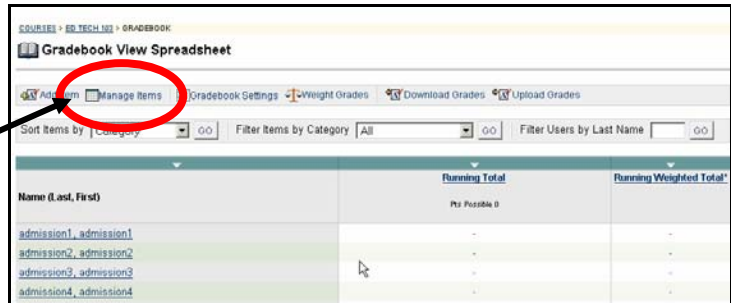 COURSES > ED TECH 102 > GRADEBOOK
Gradebook View Spreadsheet
Add Item Manage Items Gradebook Settings Weight Grades Download Grades Upload Grades
Sort Items by Category GO Filter Items by Category All GO Filter Users by Last Name GO
Name (Last, First) Running Total Running Weighted Total*
Pts Possible 0
admission1, admission1 - -
admission2, admission2 - -
admission3, admission3 - -
admission4, admission4 - -